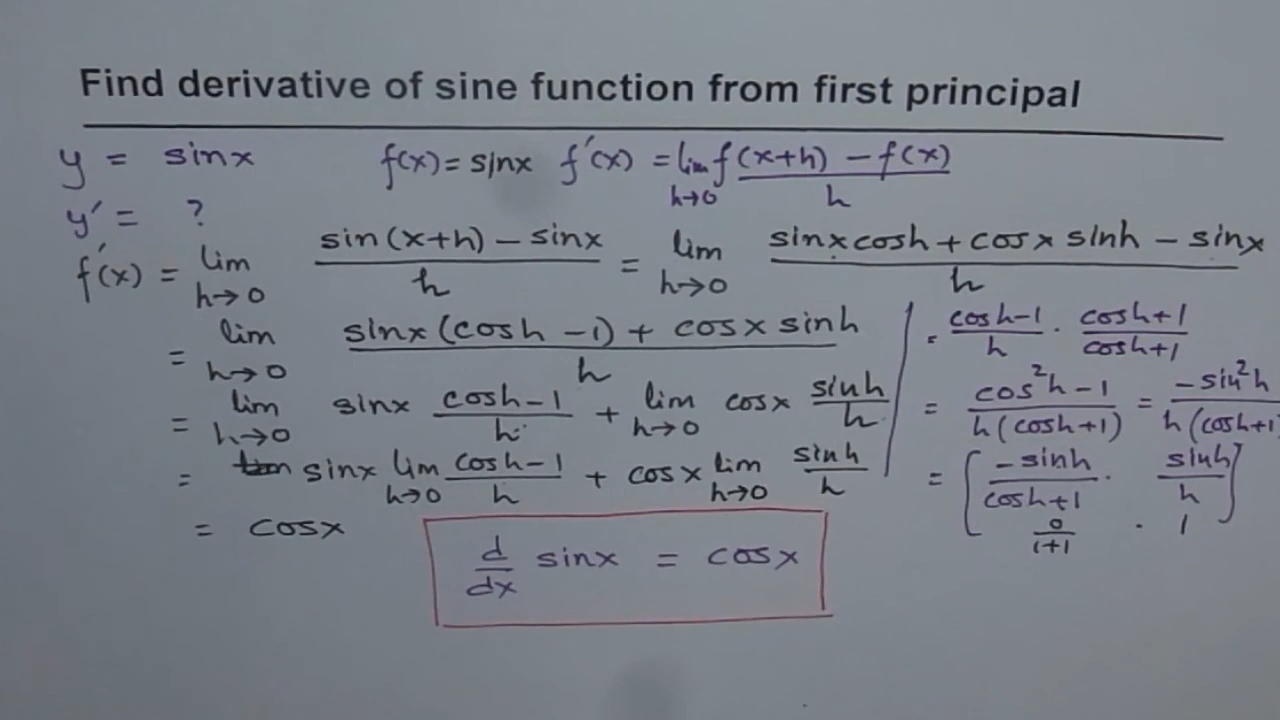 Find derivative of sine function from first principal
y = sinx f(x) = sinx f'(x) = lim h→0 f(x+h) - f(x) / h
y' = ?
f'(x) = lim h→0 sin(x+h) - sinx / h = lim h→0 sinx cosh + cosx sinh - sinx / h
= lim h→0 sinx (cosh - 1) + cosx sinh / h
= lim h→0 sinx cosh - 1 / h + lim h→0 cosx sinh / h
= sinx lim h→0 cosh - 1 / h + cosx lim h→0 sinh / h
= cosx
d/dx sinx = cosx
= cosh-1 / h · cosh+1 / cosh+1
= cos²h - 1 / h(cosh+1) = -sin²h / h(cosh+1
= [ -sinh / cosh+1 · sinh / h ]
0 / 1+1 · 1